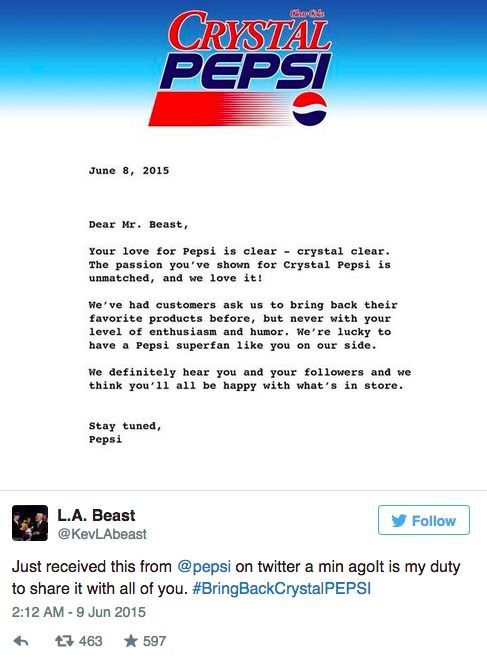 Clear Cola
CRYSTAL
PEPSI
June 8, 2015
Dear Mr. Beast,
Your love for Pepsi is clear – crystal clear.
The passion you've shown for Crystal Pepsi is
unmatched, and we love it!
We've had customers ask us to bring back their
favorite products before, but never with your
level of enthusiasm and humor. We're lucky to
have a Pepsi superfan like you on our side.
We definitely hear you and your followers and we
think you'll all be happy with what's in store.
Stay tuned,
Pepsi
L.A. Beast
@KevLAbeast
Follow
Just received this from @pepsi on twitter a min agoIt is my duty
to share it with all of you. #BringBackCrystalPEPSI
2:12 AM - 9 Jun 2015
463 597